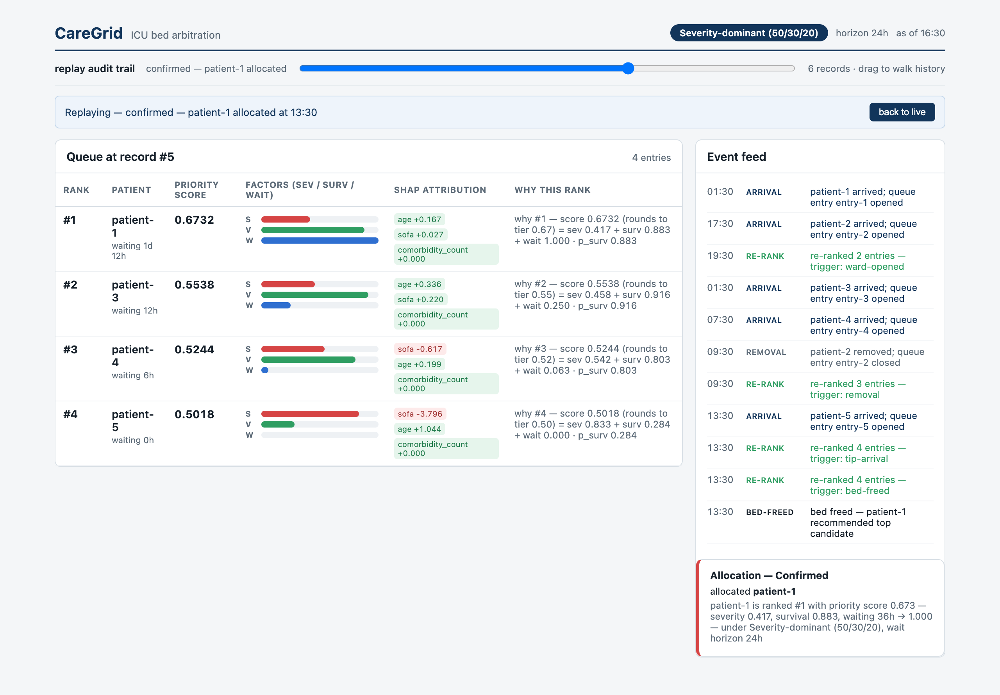 CareGrid ICU bed arbitration
Severity-dominant (50/30/20) horizon 24h as of 16:30
replay audit trail confirmed — patient-1 allocated 6 records · drag to walk history
Replaying — confirmed — patient-1 allocated at 13:30
back to live
Queue at record #5
4 entries
RANK PATIENT PRIORITY SCORE FACTORS (SEV / SURV / WAIT) SHAP ATTRIBUTION WHY THIS RANK
#1
patient-
1
waiting 1d
12h
0.6732
S
V
W
age +0.167
sofa +0.027
comorbidity_count
+0.000
why #1 — score 0.6732 (rounds to
tier 0.67) = sev 0.417 + surv 0.883
+ wait 1.000 · p_surv 0.883
#2
patient-
3
waiting 12h
0.5538
S
V
W
age +0.336
sofa +0.220
comorbidity_count
+0.000
why #2 — score 0.5538 (rounds to
tier 0.55) = sev 0.458 + surv 0.916
+ wait 0.250 · p_surv 0.916
#3
patient-
4
waiting 6h
0.5244
S
V
W
sofa -0.617
age +0.199
comorbidity_count
+0.000
why #3 — score 0.5244 (rounds to
tier 0.52) = sev 0.542 + surv 0.803
+ wait 0.063 · p_surv 0.803
#4
patient-
5
waiting 0h
0.5018
S
V
W
sofa -3.796
age +1.044
comorbidity_count
+0.000
why #4 — score 0.5018 (rounds to
tier 0.50) = sev 0.833 + surv 0.284
+ wait 0.000 · p_surv 0.284
Event feed
01:30 ARRIVAL patient-1 arrived; queue
entry entry-1 opened
17:30 ARRIVAL patient-2 arrived; queue
entry entry-2 opened
19:30 RE-RANK re-ranked 2 entries —
trigger: ward-opened
01:30 ARRIVAL patient-3 arrived; queue
entry entry-3 opened
07:30 ARRIVAL patient-4 arrived; queue
entry entry-4 opened
09:30 REMOVAL patient-2 removed; queue
entry entry-2 closed
09:30 RE-RANK re-ranked 3 entries —
trigger: removal
13:30 ARRIVAL patient-5 arrived; queue
entry entry-5 opened
13:30 RE-RANK re-ranked 4 entries —
trigger: tip-arrival
13:30 RE-RANK re-ranked 4 entries —
trigger: bed-freed
13:30 BED-FREED bed freed — patient-1
recommended top
candidate
Allocation — Confirmed
allocated patient-1
patient-1 is ranked #1 with priority score 0.673 —
severity 0.417, survival 0.883, waiting 36h → 1.000
— under Severity-dominant (50/30/20), wait
horizon 24h